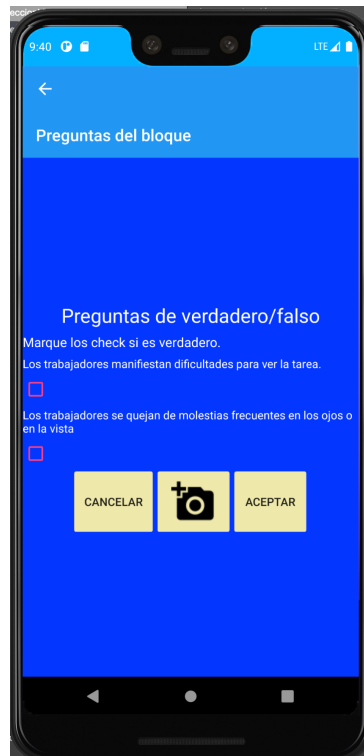 9:40
LTE
Preguntas del bloque
Preguntas de verdadero/falso
Marque los check si es verdadero.
Los trabajadores manifiestan dificultades para ver la tarea.
Los trabajadores se quejan de molestias frecuentes en los ojos o
en la vista
CANCELAR
ACEPTAR